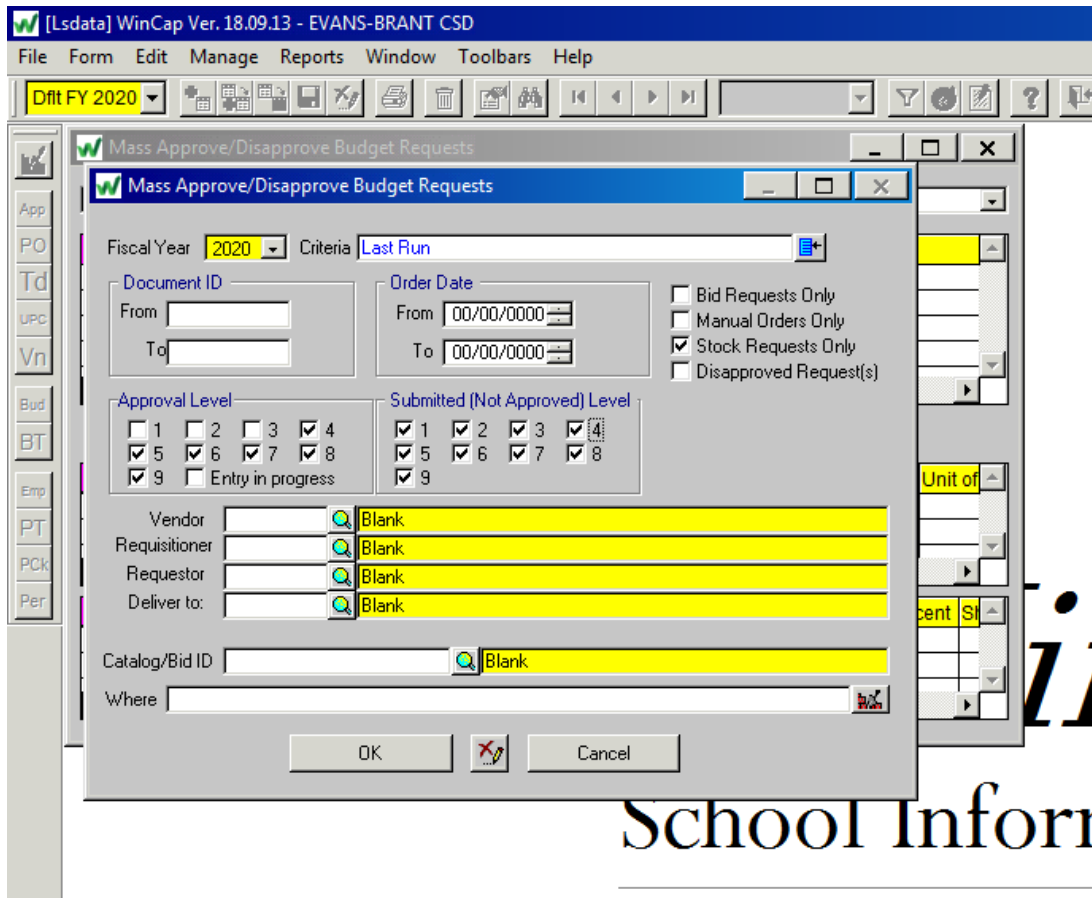 [Lsdata] WinCap Ver. 18.09.13 - EVANS-BRANT CSD
File Form Edit Manage Reports Window Toolbars Help
Dflt FY 2020
Mass Approve/Disapprove Budget Requests
Mass Approve/Disapprove Budget Requests
App
PO
Td
UPC
Vn
Bud
BT
Emp
PT
PCk
Per
Fiscal Year 2020 Criteria Last Run
Document ID
From
To
Order Date
From 00/00/0000
To 00/00/0000
Bid Requests Only
Manual Orders Only
Stock Requests Only
Disapproved Request(s)
Approval Level
1 2 3 4
5 6 7 8
9 Entry in progress
Submitted (Not Approved) Level
1 2 3 4
5 6 7 8
9
Unit of
Vendor Blank
Requisitioner Blank
Requestor Blank
Deliver to: Blank
Catalog/Bid ID Blank
Where
OK Cancel
School Inform